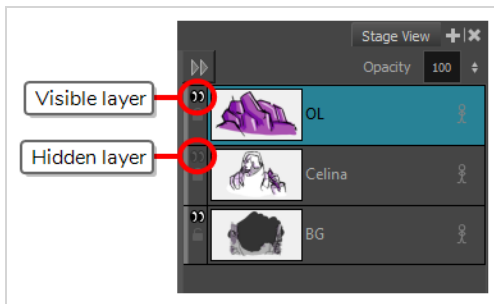 Stage View
Opacity 100
Visible layer
OL
Hidden layer
Celina
BG